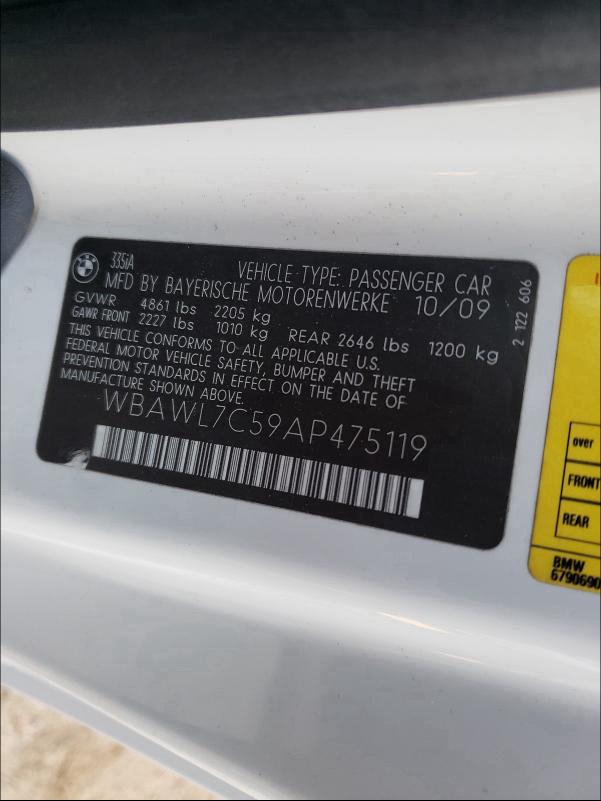 BMW
335iA
VEHICLE TYPE: PASSENGER CAR
MFD BY BAYERISCHE MOTORENWERKE 10/09
GVWR 4861 lbs 2205 kg
GAWR FRONT 2227 lbs 1010 kg REAR 2646 lbs 1200 kg
THIS VEHICLE CONFORMS TO ALL APPLICABLE U.S.
FEDERAL MOTOR VEHICLE SAFETY, BUMPER AND THEFT
PREVENTION STANDARDS IN EFFECT ON THE DATE OF
MANUFACTURE SHOWN ABOVE.
WBAWL7C59AP475119
2 122 606
over
FRONT
REAR
BMW
6790690